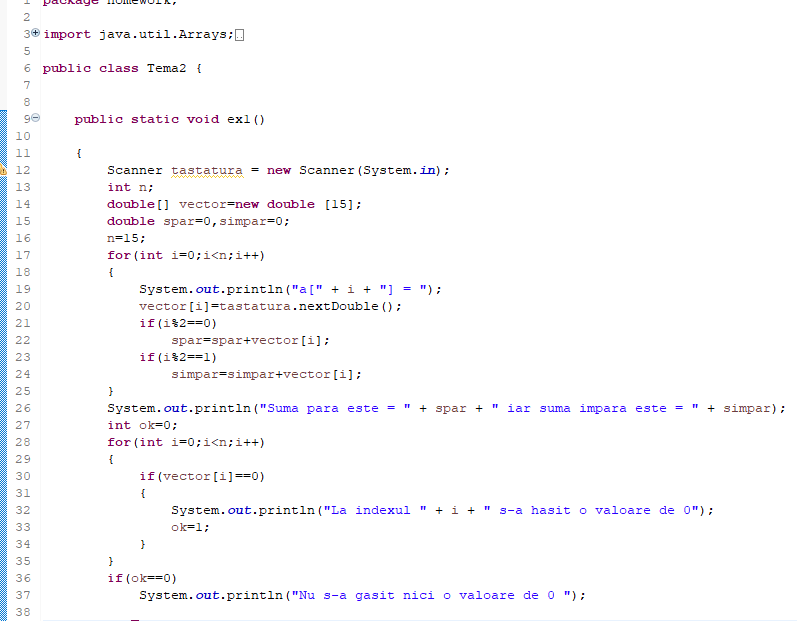 1 package homework;
2
3 import java.util.Arrays;
5
6 public class Tema2 {
7
8
9 public static void ex1()
10
11 {
12 Scanner tastatura = new Scanner(System.in);
13 int n;
14 double[] vector=new double [15];
15 double spar=0,simpar=0;
16 n=15;
17 for(int i=0;i<n;i++)
18 {
19 System.out.println("a[" + i + "] = ");
20 vector[i]=tastatura.nextDouble();
21 if(i%2==0)
22 spar=spar+vector[i];
23 if(i%2==1)
24 simpar=simpar+vector[i];
25 }
26 System.out.println("Suma para este = " + spar + " iar suma impara este = " + simpar);
27 int ok=0;
28 for(int i=0;i<n;i++)
29 {
30 if(vector[i]==0)
31 {
32 System.out.println("La indexul " + i + " s-a hasit o valoare de 0");
33 ok=1;
34 }
35 }
36 if(ok==0)
37 System.out.println("Nu s-a gasit nici o valoare de 0 ");
38